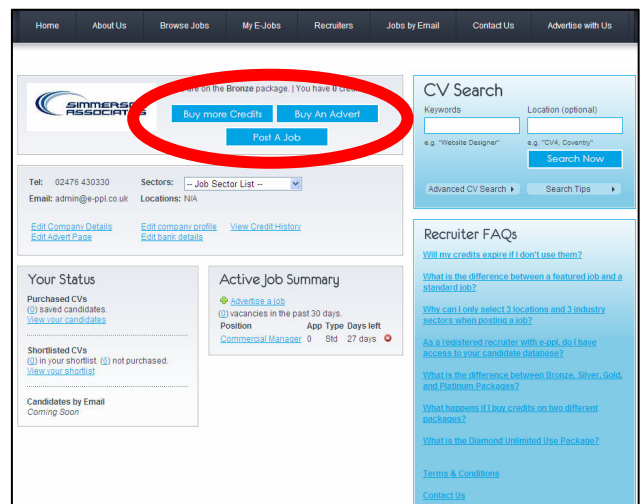 Home About Us Browse Jobs My E-Jobs Recruiters Jobs by Email Contact Us Advertise with Us
SIMMERSON
ASSOCIATES
are on the Bronze package. | You have 0
Buy more Credits Buy An Advert
Post A Job
CV Search
Keywords Location (optional)
e.g. "Website Designer" e.g. "CV4, Coventry"
Search Now
Advanced CV Search Search Tips
Tel: 02476 430330 Sectors: -- Job Sector List --
Email: admin@e-ppl.co.uk Locations: N/A
Edit Company Details Edit company profile View Credit History
Edit Advert Page Edit bank details
Your Status
Purchased CVs
(0) saved candidates.
View your candidates
Shortlisted CVs
(0) in your shortlist. (6) not purchased.
View your shortlist
Candidates by Email
Coming Soon
Active Job Summary
Advertise a job
(0) vacancies in the past 30 days.
Position App Type Days left
Commercial Manager 0 Std 27 days
Recruiter FAQs
Will my credits expire if I don't use them?
What is the difference between a featured job and a
standard job?
Why can I only select 3 locations and 3 industry
sectors when posting a job?
As a registered recruiter with e-ppl, do I have
access to your candidate database?
What is the difference between Bronze, Silver, Gold,
and Platinum Packages?
What happens if I buy credits on two different
packages?
What is the Diamond Unlimited Use Package?
Terms & Conditions
Contact Us